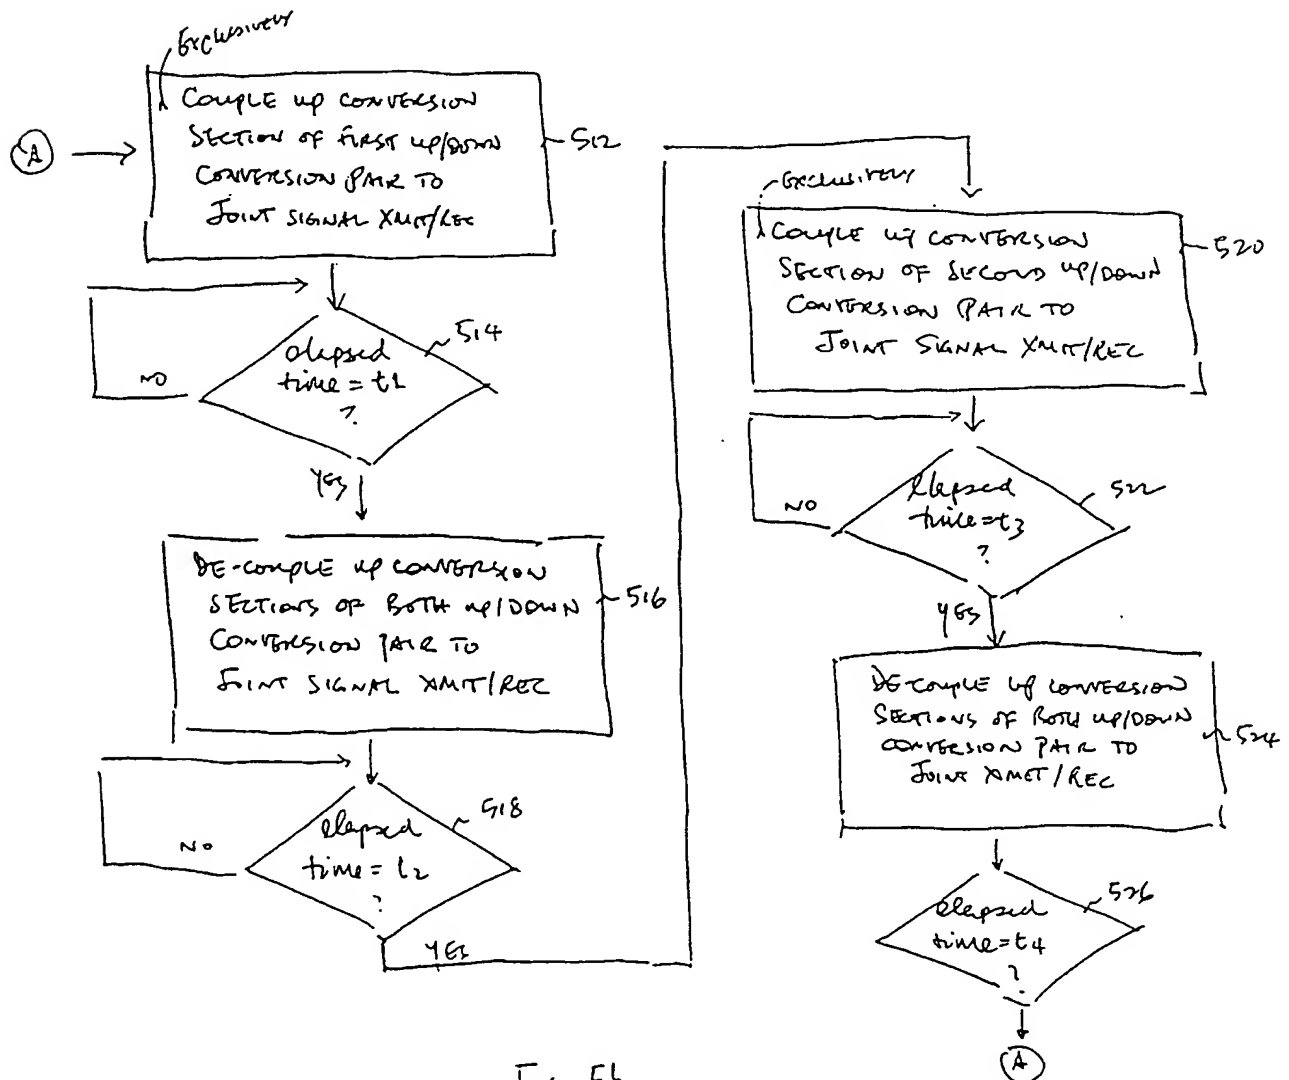 Exclusively
A
COUPLE UP CONVERSION
SECTION OF FIRST UP/DOWN
CONVERSION PAIR TO
JOINT SIGNAL XMIT/REC
512
elapsed
time = t1
?
514
NO
YES
DE-COUPLE UP CONVERSION
SECTIONS OF BOTH UP/DOWN
CONVERSION PAIR TO
JOINT SIGNAL XMIT/REC
516
elapsed
time = t2
?
518
NO
YES
EXCLUSIVELY
COUPLE UP CONVERSION
SECTION OF SECOND UP/DOWN
CONVERSION PAIR TO
JOINT SIGNAL XMIT/REC
520
elapsed
time=t3
?
522
NO
YES
DE-COUPLE UP CONVERSION
SECTIONS OF BOTH UP/DOWN
CONVERSION PAIR TO
JOINT XMET/REC
524
elapsed
time=t4
?
526
A